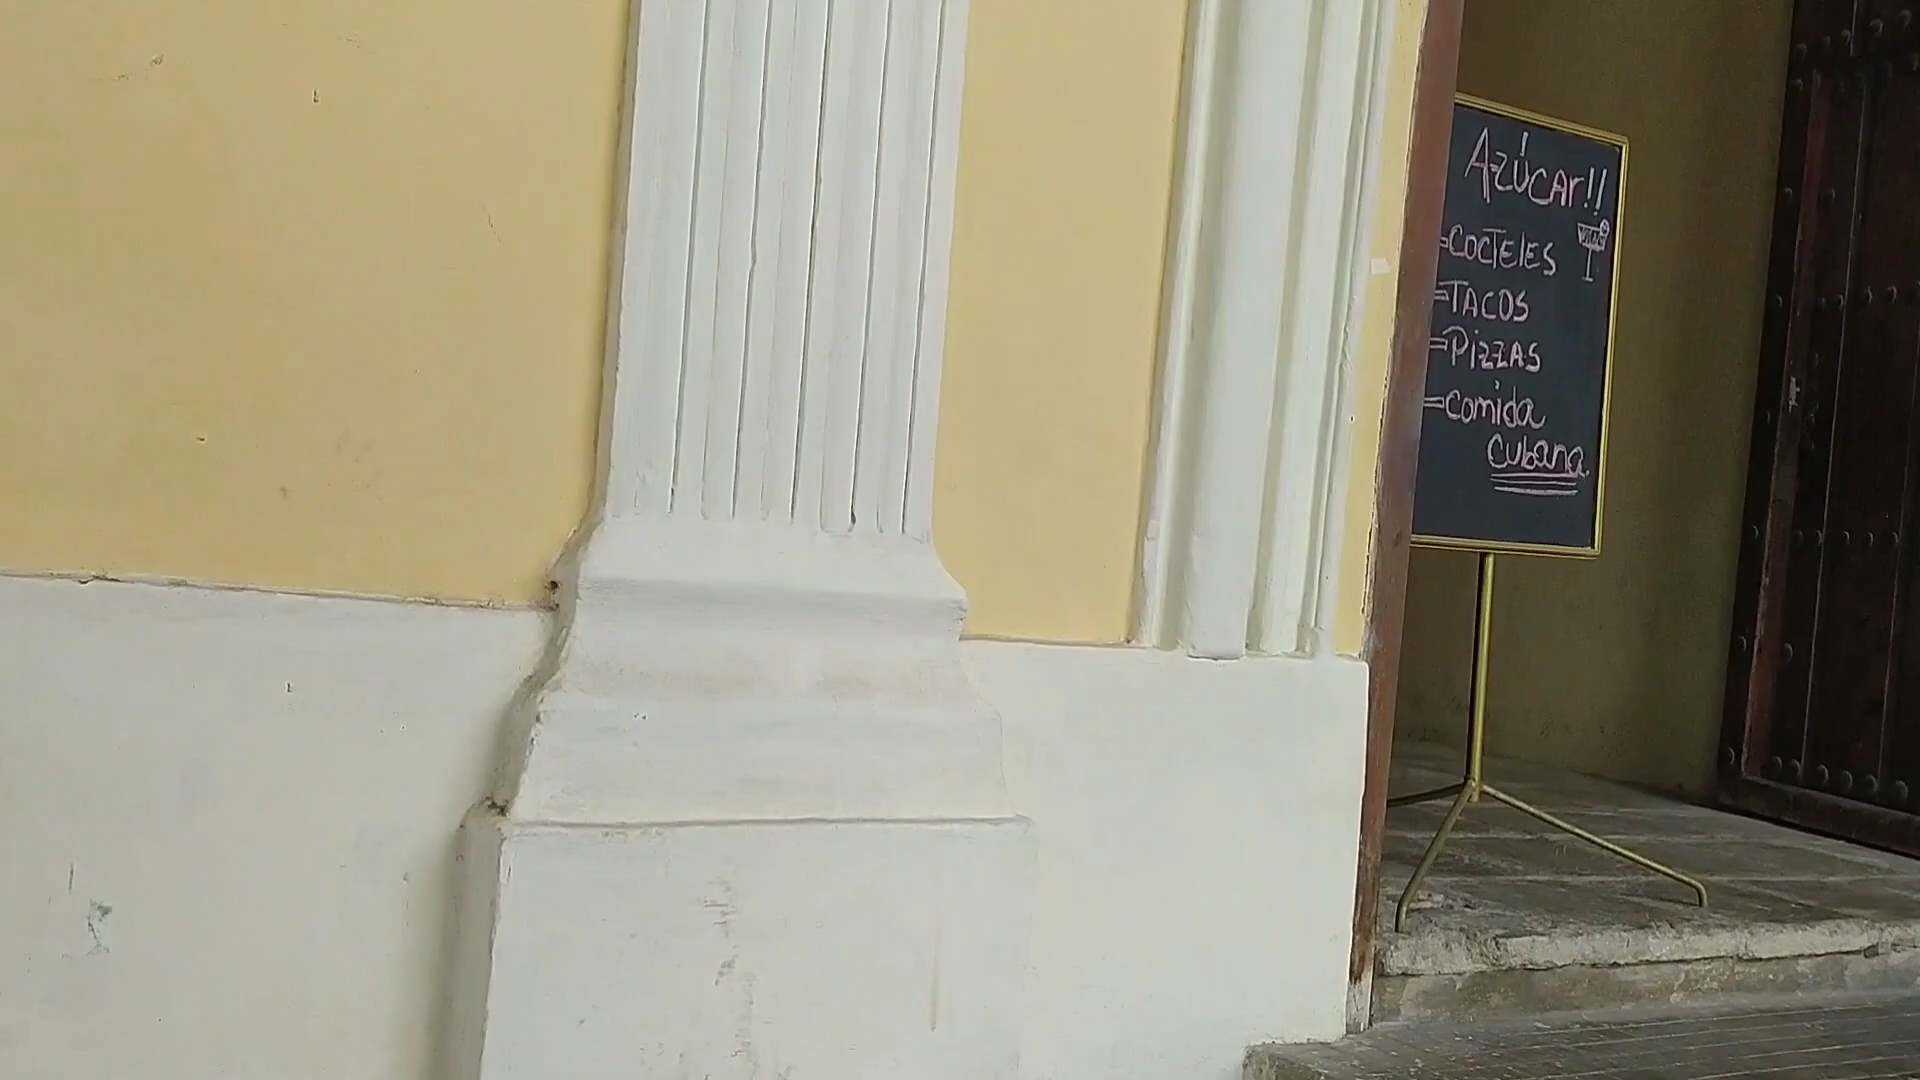 Azúcar!!
=COCTELES
=TACOS
=PizzAS
=comida
cubana.